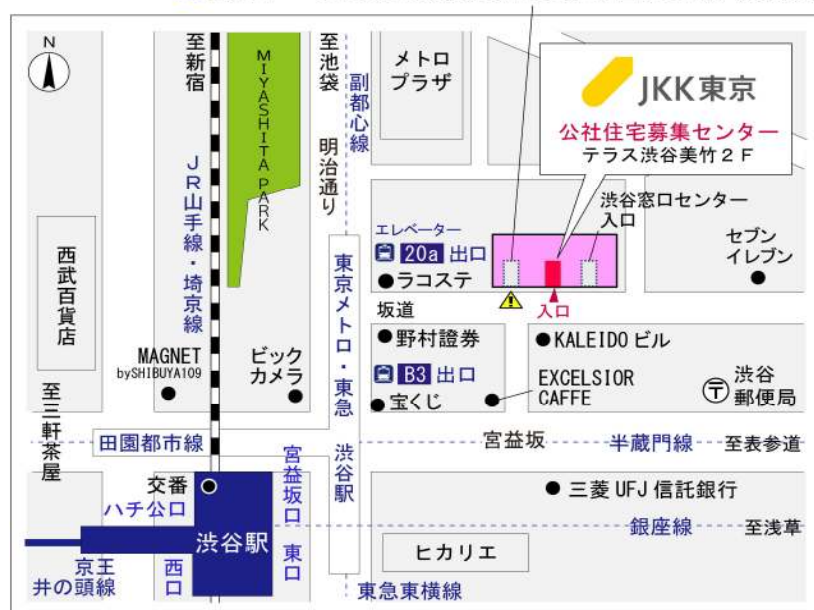 N
至新宿
MIYASHITA PARK
至池袋
明治通り
副都心線
メトロ
プラザ
JKK東京
公社住宅募集センター
テラス渋谷美竹2F
JR山手線・埼京線
西武百貨店
エレベーター
20a 出口
ラコステ
渋谷窓口センター
入口
セブン
イレブン
入口
坂道
東京メトロ・東急 渋谷駅
野村證券
KALEIDO ビル
MAGNET
bySHIBUYA109
ビック
カメラ
B3 出口
EXCELSIOR
CAFFE
渋谷
郵便局
宝くじ
至三軒茶屋
田園都市線
宮益坂
半蔵門線
至表参道
交番
ハチ公口
宮益坂口
東口
三菱 UFJ 信託銀行
渋谷駅
銀座線
至浅草
ヒカリエ
京王
井の頭線
西口
東急東横線